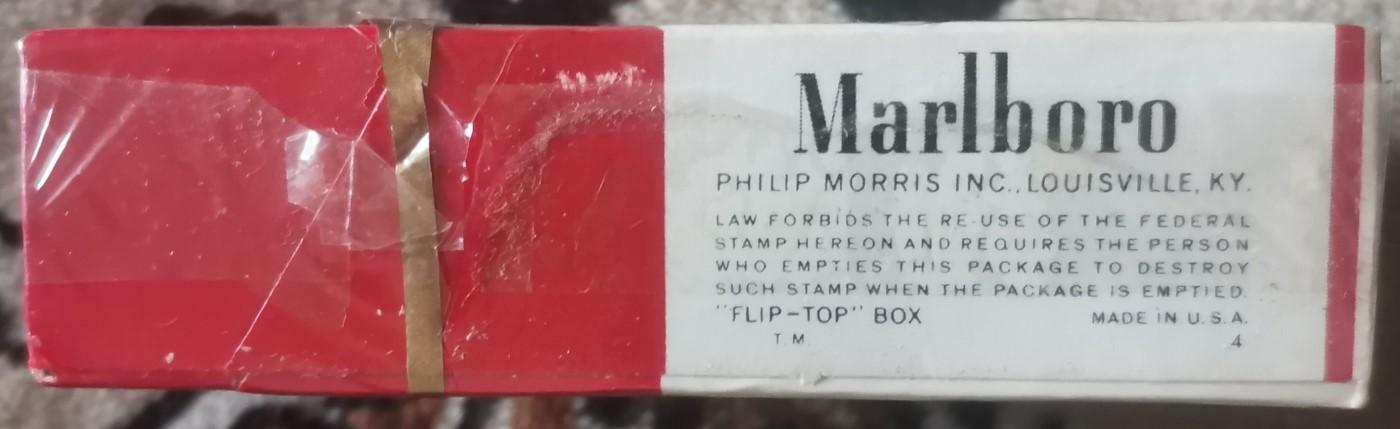 Marlboro
PHILIP MORRIS INC., LOUISVILLE, KY.
LAW FORBIDS THE RE-USE OF THE FEDERAL
STAMP HEREON AND REQUIRES THE PERSON
WHO EMPTIES THIS PACKAGE TO DESTROY
SUCH STAMP WHEN THE PACKAGE IS EMPTIED.
"FLIP-TOP" BOX MADE IN U.S.A.
T.M. 4